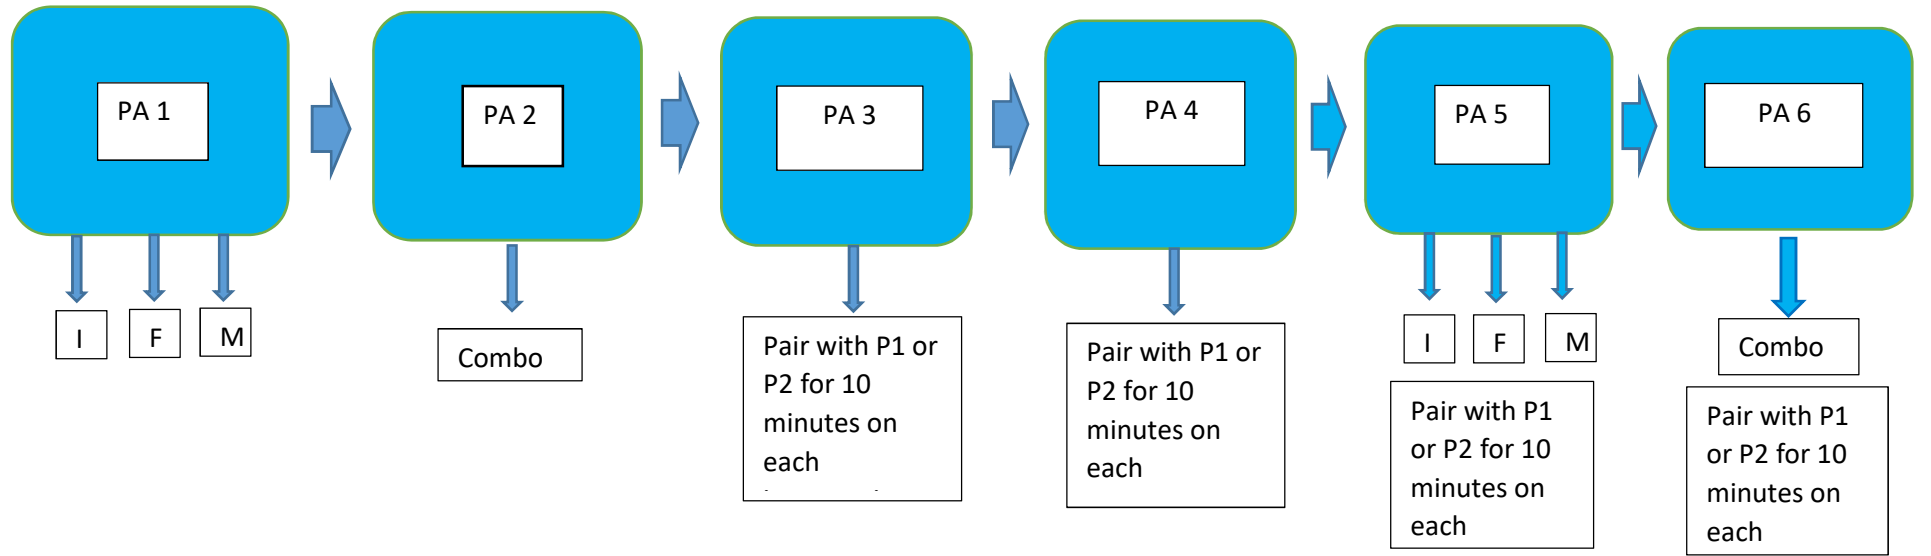 PA 1
PA 2
PA 3
PA 4
PA 5
PA 6
I
F
M
Combo
Pair with P1 or
P2 for 10
minutes on
each
Pair with P1 or
P2 for 10
minutes on
each
I
F
M
Pair with P1
or P2 for 10
minutes on
each
Combo
Pair with P1
or P2 for 10
minutes on
each